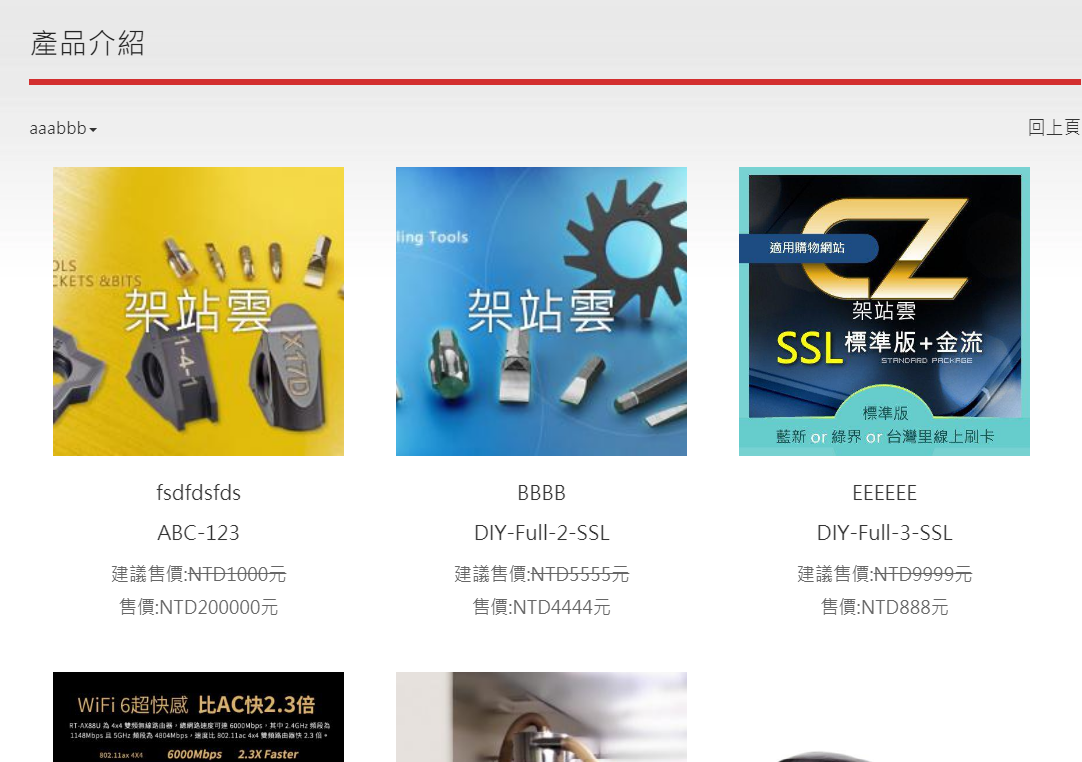 產品介紹
aaabbb
回上頁
OLS
CKETS &BITS
架站雲
1-4-1
X17D
ling Tools
架站雲
適用購物網站
CZ
架站雲
SSL標準版+金流
STANDARD PACKAGE
標準版
藍新 or 綠界 or 台灣里線上刷卡
fsdfdsfds
ABC-123
建議售價:NTD1000元
售價:NTD200000元
BBBB
DIY-Full-2-SSL
建議售價:NTD5555元
售價:NTD4444元
EEEEEE
DIY-Full-3-SSL
建議售價:NTD9999元
售價:NTD888元
WiFi 6超快感 比AC快2.3倍
RT-AX88U 為 4x4 雙頻無線路由器，總網路速度可達 6000Mbps，其中 2.4GHz 頻段為
1148Mbps 且 5GHz 頻段為 4804Mbps，速度比 802.11ac 4x4 雙頻路由器快 2.3 倍。
802.11ax 4X4 6000Mbps 2.3X Faster